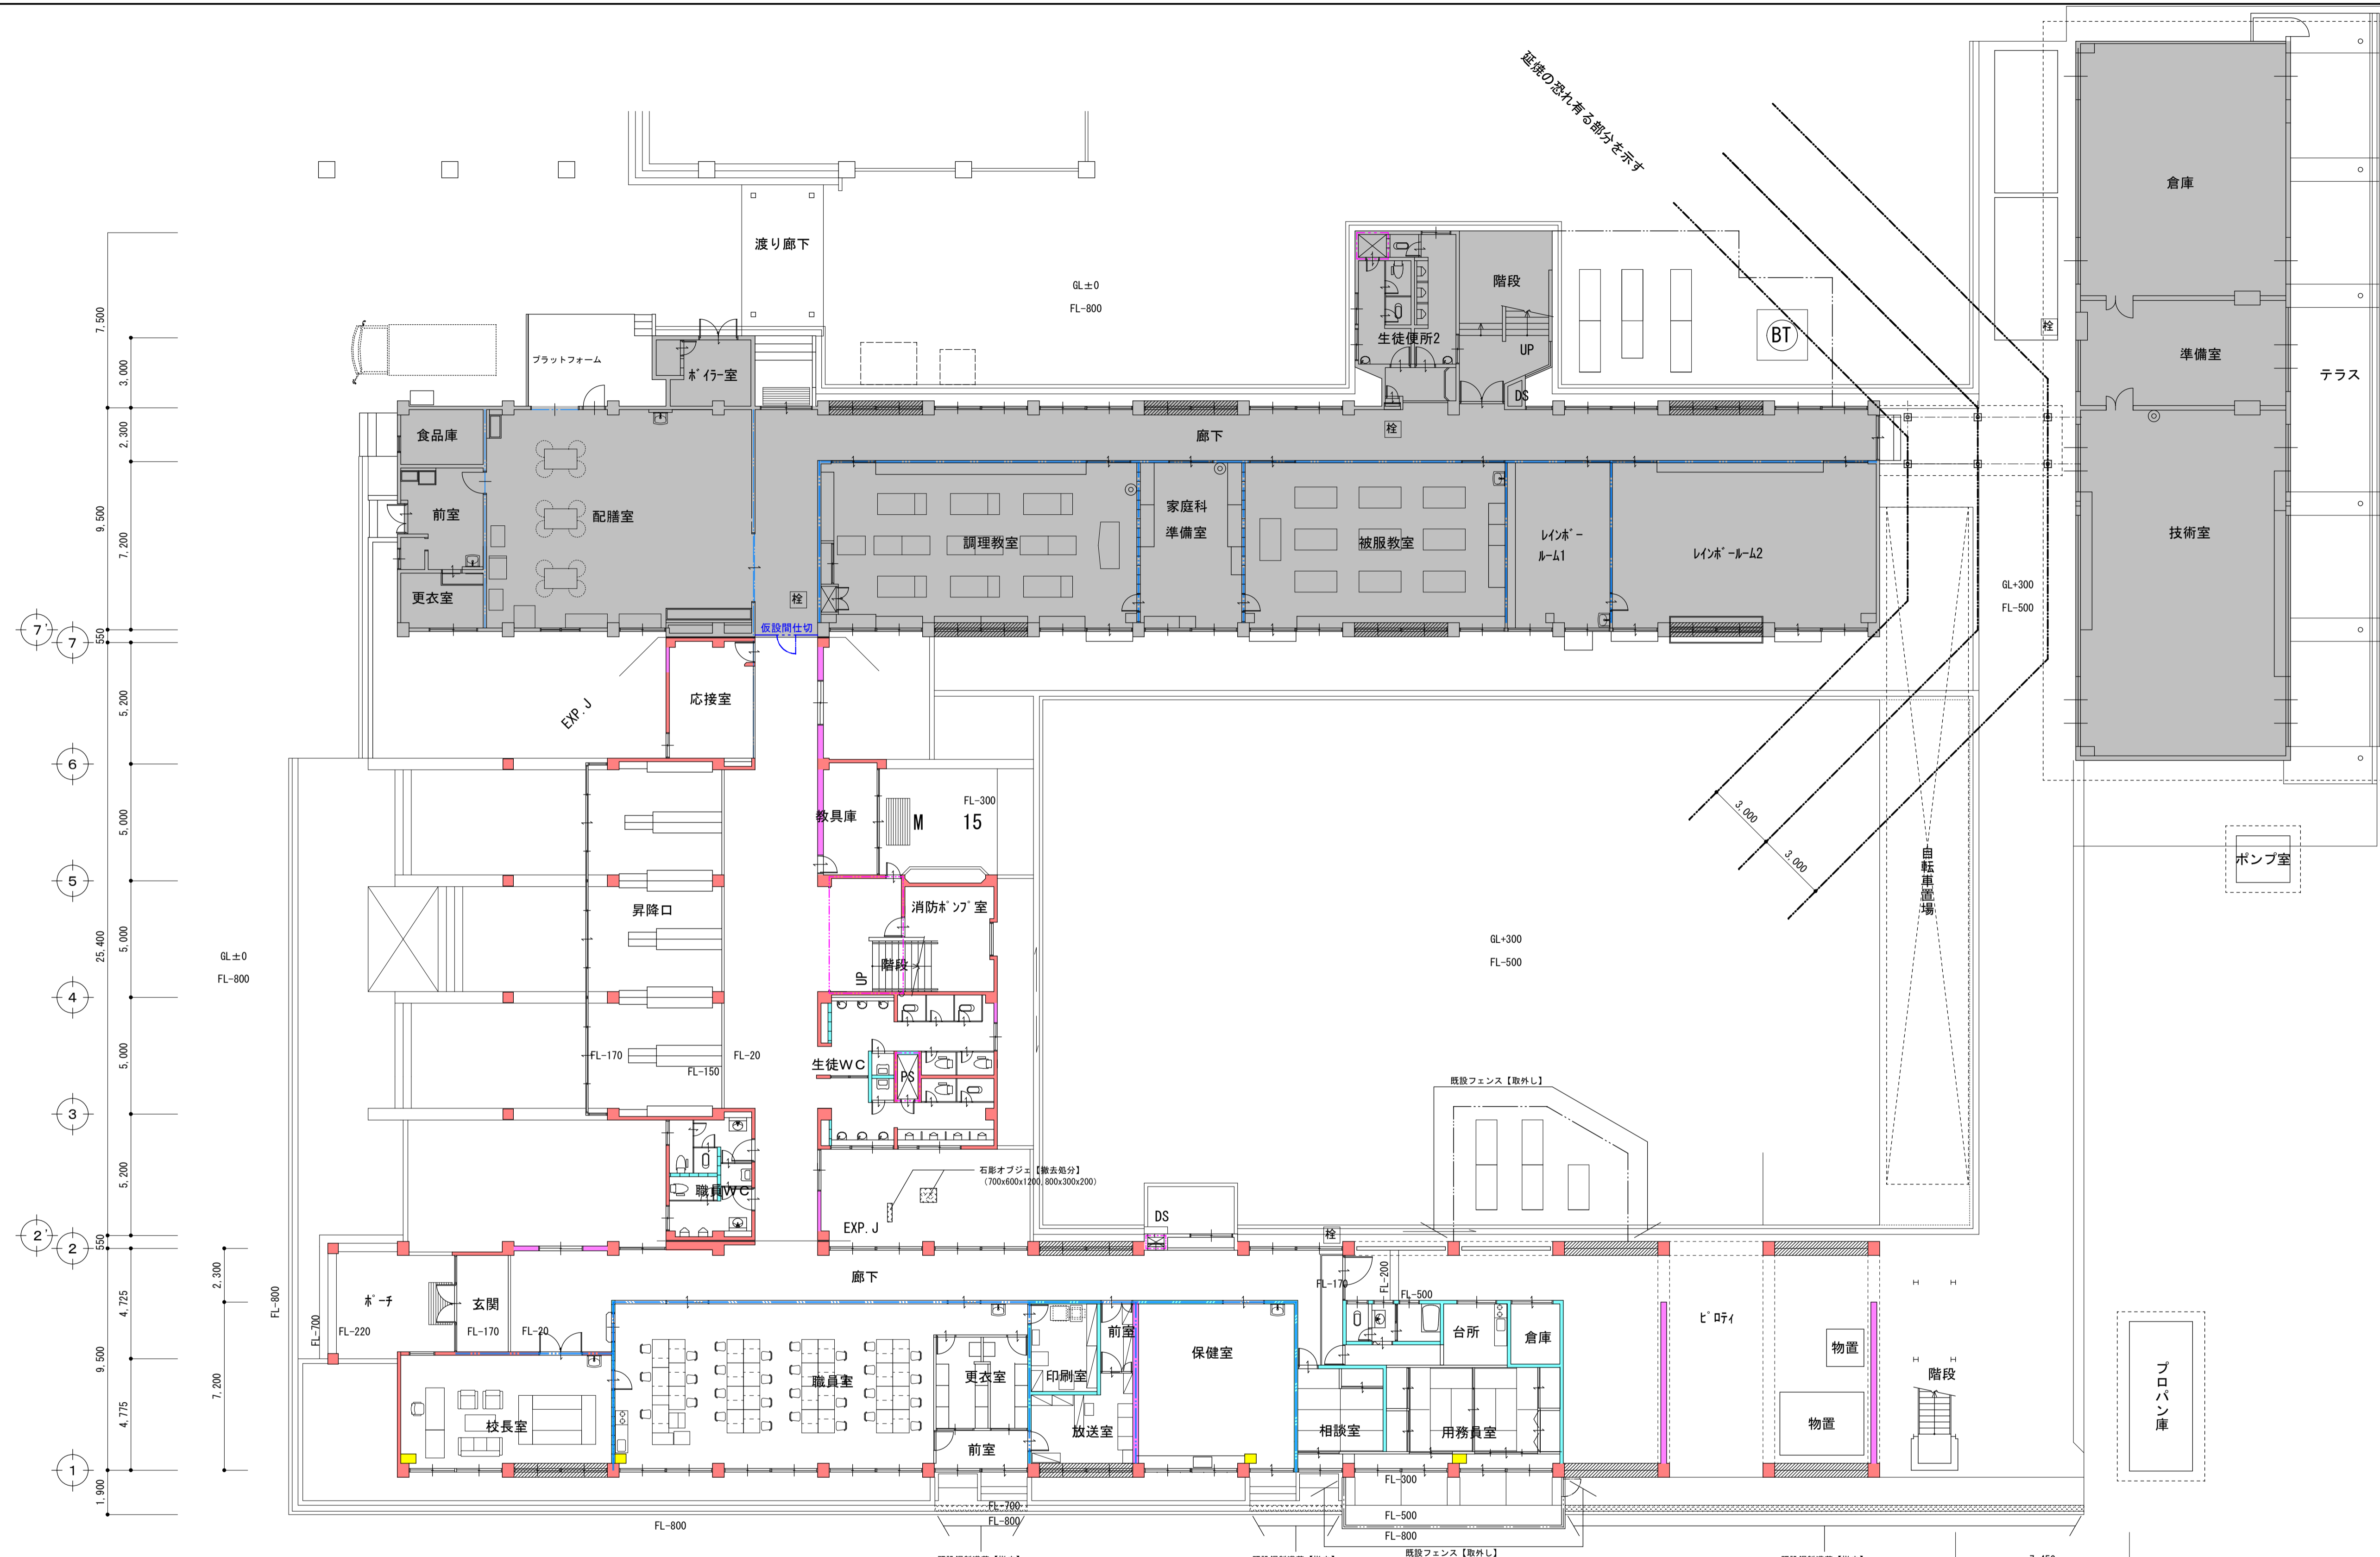 延焼の恐れ有る部分を示す
倉庫
渡り廊下
GL±0
FL-800
階段
生徒便所2
UP
BT
栓
準備室
テラス
プラットフォーム
ﾎﾞｲﾗｰ室
DS
7,500
3,000
2,300
9,500
7,200
550
食品庫
廊下
栓
前室
配膳室
調理教室
家庭科
準備室
被服教室
ﾚｲﾝﾎﾞｰ
ﾙｰﾑ1
ﾚｲﾝﾎﾞｰﾙｰﾑ2
技術室
更衣室
栓
仮設間仕切
GL+300
FL-500
7'
7
5,200
応接室
EXP.J
6
5,000
教具庫
FL-300
M 15
3,000
3,000
自転車置場
ポンプ室
5
昇降口
消防ﾎﾟﾝﾌﾟ室
25,400
5,000
GL±0
FL-800
階段
UP
GL+300
FL-500
4
5,000
FL-170
FL-20
FL-150
生徒WC
PS
既設フェンス【取外し】
3
5,200
職員WC
石彫オブジェ【撤去処分】
(700x600x1200,800x300x200)
EXP.J
DS
栓
2'
2
550
2,300
4,725
9,500
7,200
4,775
1,900
1
FL-800
FL-700
ﾎﾟｰﾁ
FL-220
玄関
FL-170
FL-20
廊下
FL-170
FL-200
FL-500
前室
保健室
台所
倉庫
ﾋﾟﾛﾃｨ
物置
物置
階段
プロパン庫
校長室
職員室
更衣室
印刷室
前室
放送室
相談室
用務員室
FL-300
FL-700
FL-800
FL-800
FL-500
FL-800
既設フェンス【取外し】